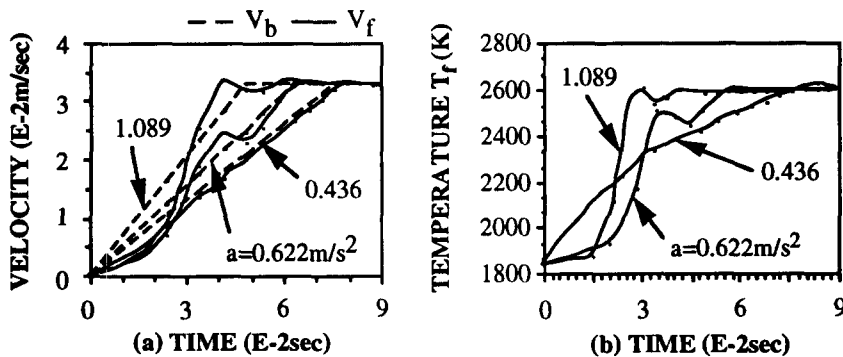 V_b V_f
VELOCITY (E-2m/sec)
4
3
2
1
0
1.089
0.436
a=0.622m/s²
0 3 6 9
(a) TIME (E-2sec)
TEMPERATURE T_f (K)
2800
2600
2400
2200
2000
1800
1.089
0.436
a=0.622m/s²
0 3 6 9
(b) TIME (E-2sec)